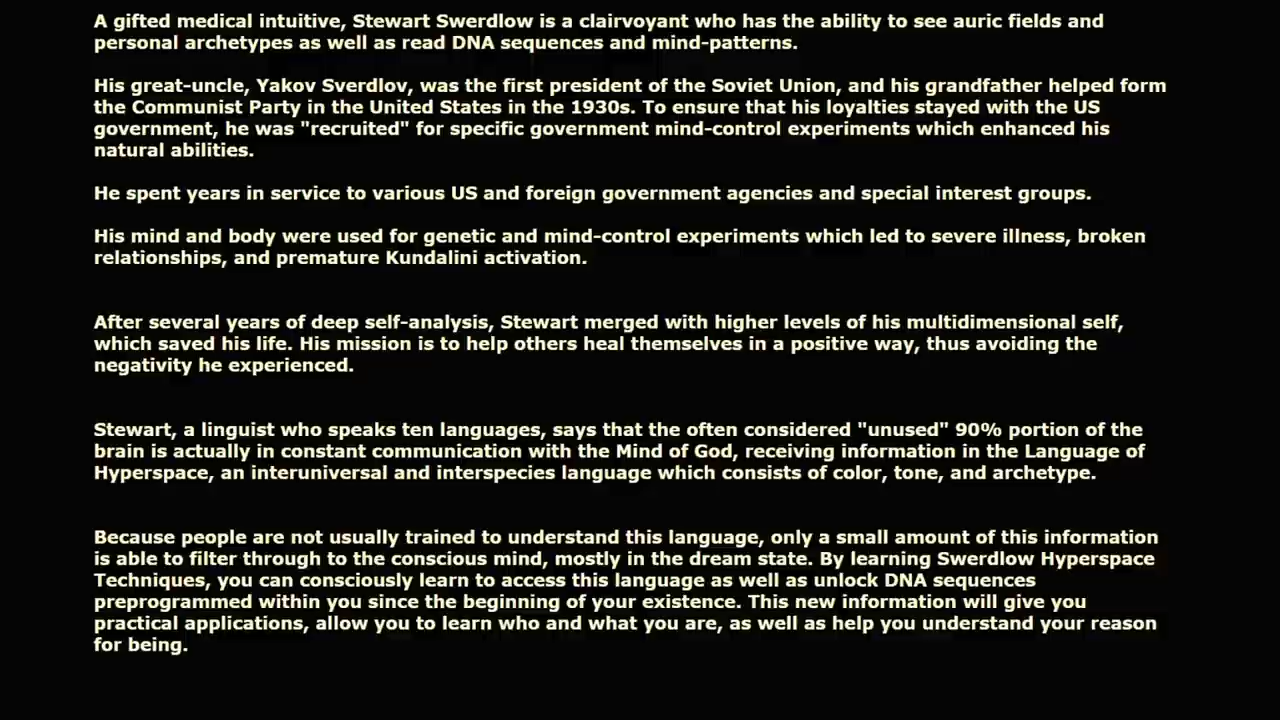 A gifted medical intuitive, Stewart Swerdlow is a clairvoyant who has the ability to see auric fields and
personal archetypes as well as read DNA sequences and mind-patterns.
His great-uncle, Yakov Sverdlov, was the first president of the Soviet Union, and his grandfather helped form
the Communist Party in the United States in the 1930s. To ensure that his loyalties stayed with the US
government, he was "recruited" for specific government mind-control experiments which enhanced his
natural abilities.
He spent years in service to various US and foreign government agencies and special interest groups.
His mind and body were used for genetic and mind-control experiments which led to severe illness, broken
relationships, and premature Kundalini activation.
After several years of deep self-analysis, Stewart merged with higher levels of his multidimensional self,
which saved his life. His mission is to help others heal themselves in a positive way, thus avoiding the
negativity he experienced.
Stewart, a linguist who speaks ten languages, says that the often considered "unused" 90% portion of the
brain is actually in constant communication with the Mind of God, receiving information in the Language of
Hyperspace, an interuniversal and interspecies language which consists of color, tone, and archetype.
Because people are not usually trained to understand this language, only a small amount of this information
is able to filter through to the conscious mind, mostly in the dream state. By learning Swerdlow Hyperspace
Techniques, you can consciously learn to access this language as well as unlock DNA sequences
preprogrammed within you since the beginning of your existence. This new information will give you
practical applications, allow you to learn who and what you are, as well as help you understand your reason
for being.